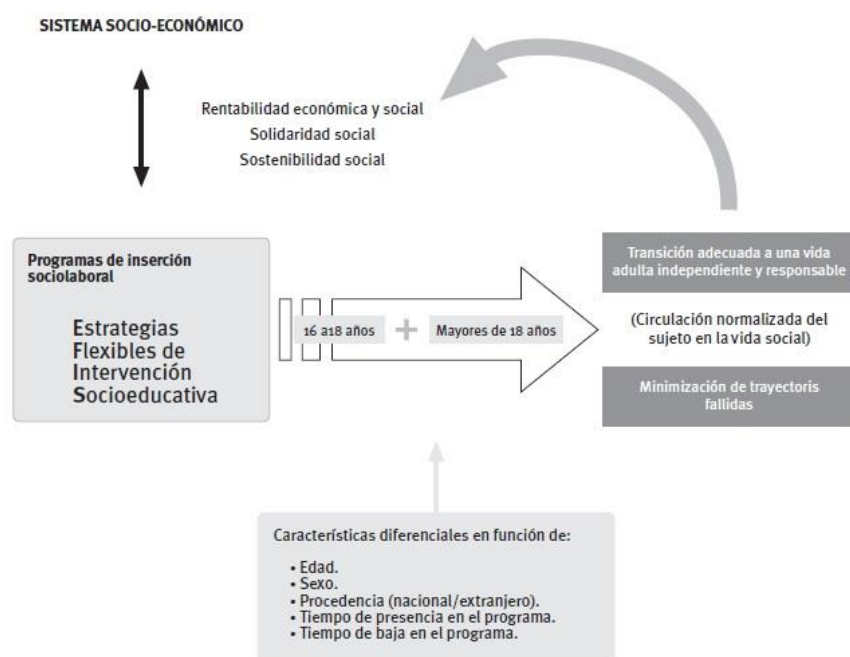 SISTEMA SOCIO-ECONÓMICO
Rentabilidad económica y social
Solidaridad social
Sostenibilidad social
Programas de inserción
sociolaboral
Estrategias
Flexibles de
Intervención
Socioeducativa
16 a18 años
Mayores de 18 años
Transición adecuada a una vida
adulta independiente y responsable
(Circulación normalizada del
sujeto en la vida social)
Minimización de trayectoris
fallidas
Características diferenciales en función de:
• Edad.
• Sexo.
• Procedencia (nacional/extranjero).
• Tiempo de presencia en el programa.
• Tiempo de baja en el programa.